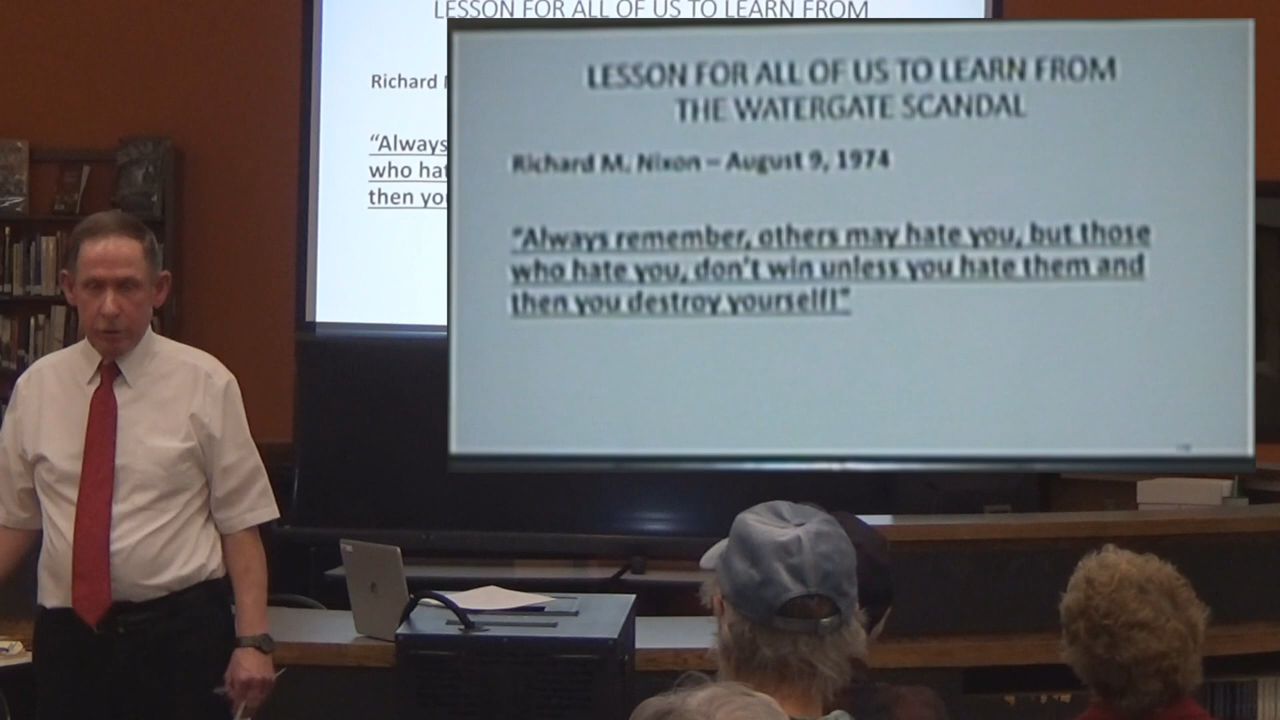 LESSON FOR ALL OF US TO LEARN FROM
Richard
"Always
who hat
then yo
LESSON FOR ALL OF US TO LEARN FROM
THE WATERGATE SCANDAL
Richard M. Nixon – August 9, 1974
"Always remember, others may hate you, but those
who hate you, don't win unless you hate them and
then you destroy yourself!"